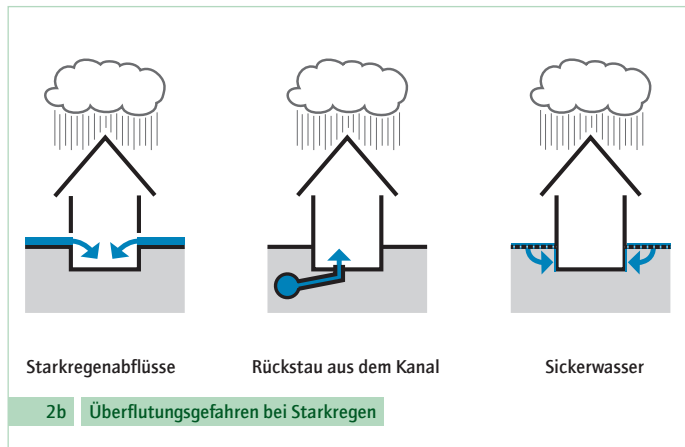 Starkregenabflüsse
Rückstau aus dem Kanal
Sickerwasser
2b Überflutungsgefahren bei Starkregen